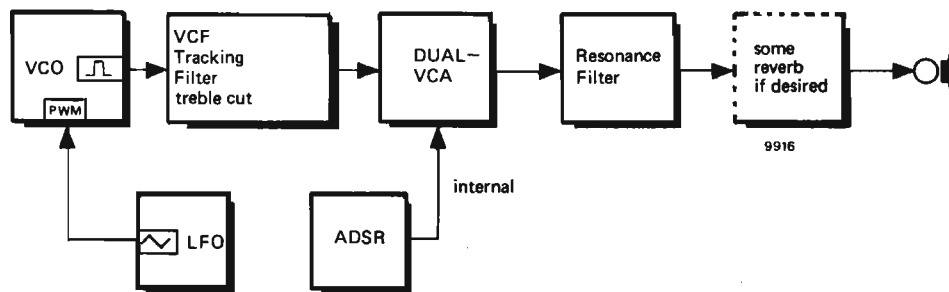 VCO
PWM
VCF
Tracking
Filter
treble cut
DUAL–
VCA
Resonance
Filter
some
reverb
if desired
9916
internal
LFO
ADSR